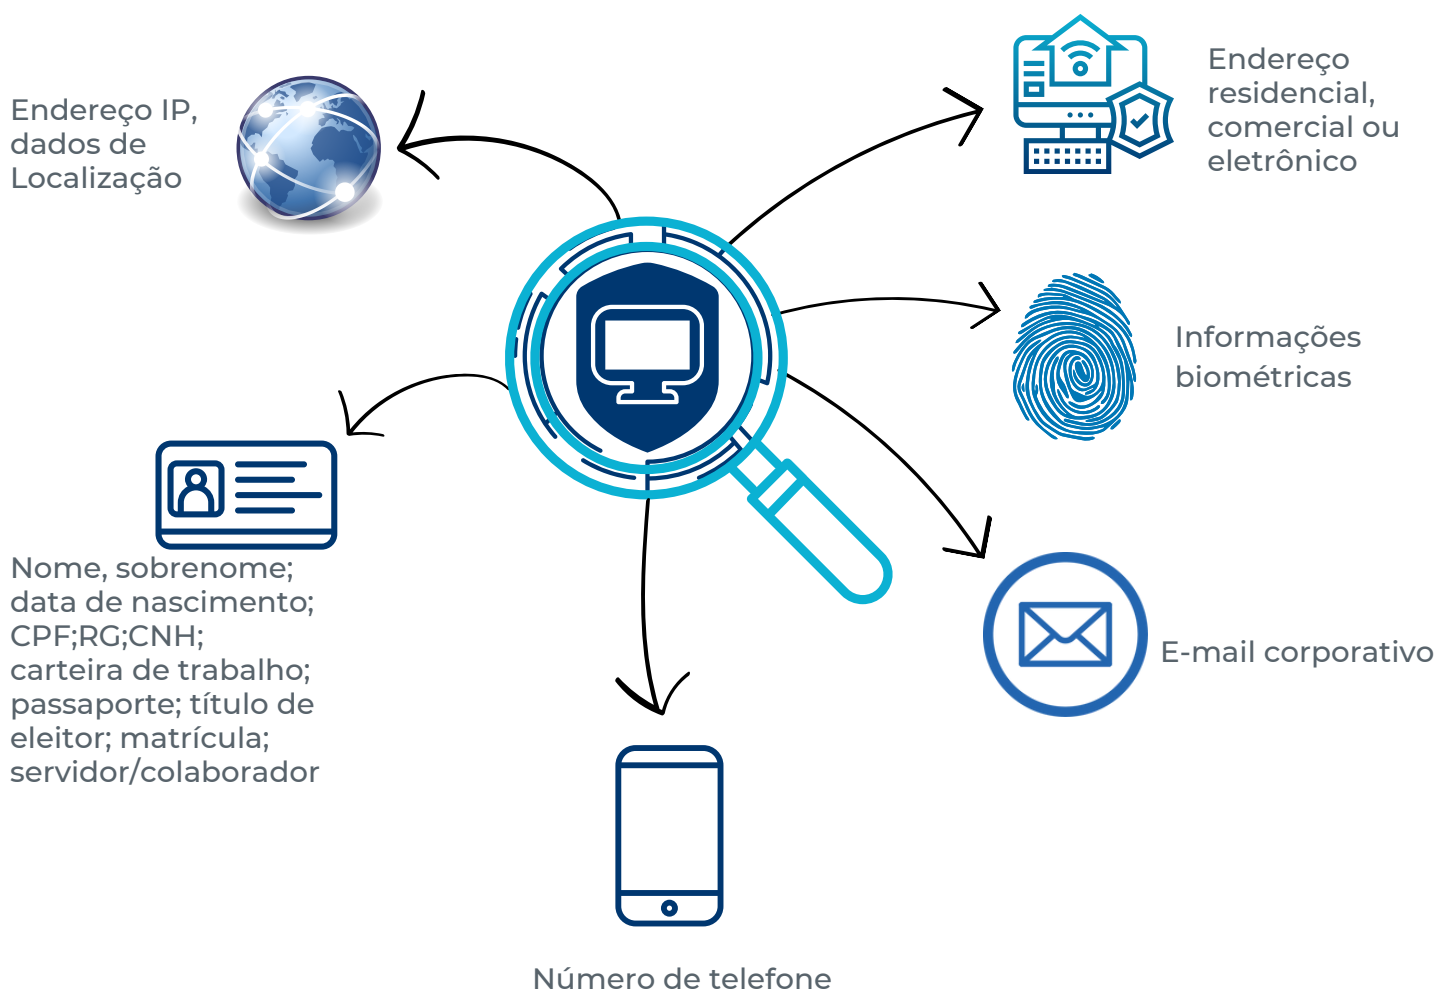 Endereço IP,
dados de
Localização
Endereço
residencial,
comercial ou
eletrônico
Informações
biométricas
E-mail corporativo
Nome, sobrenome;
data de nascimento;
CPF;RG;CNH;
carteira de trabalho;
passaporte; título de
eleitor; matrícula;
servidor/colaborador
Número de telefone